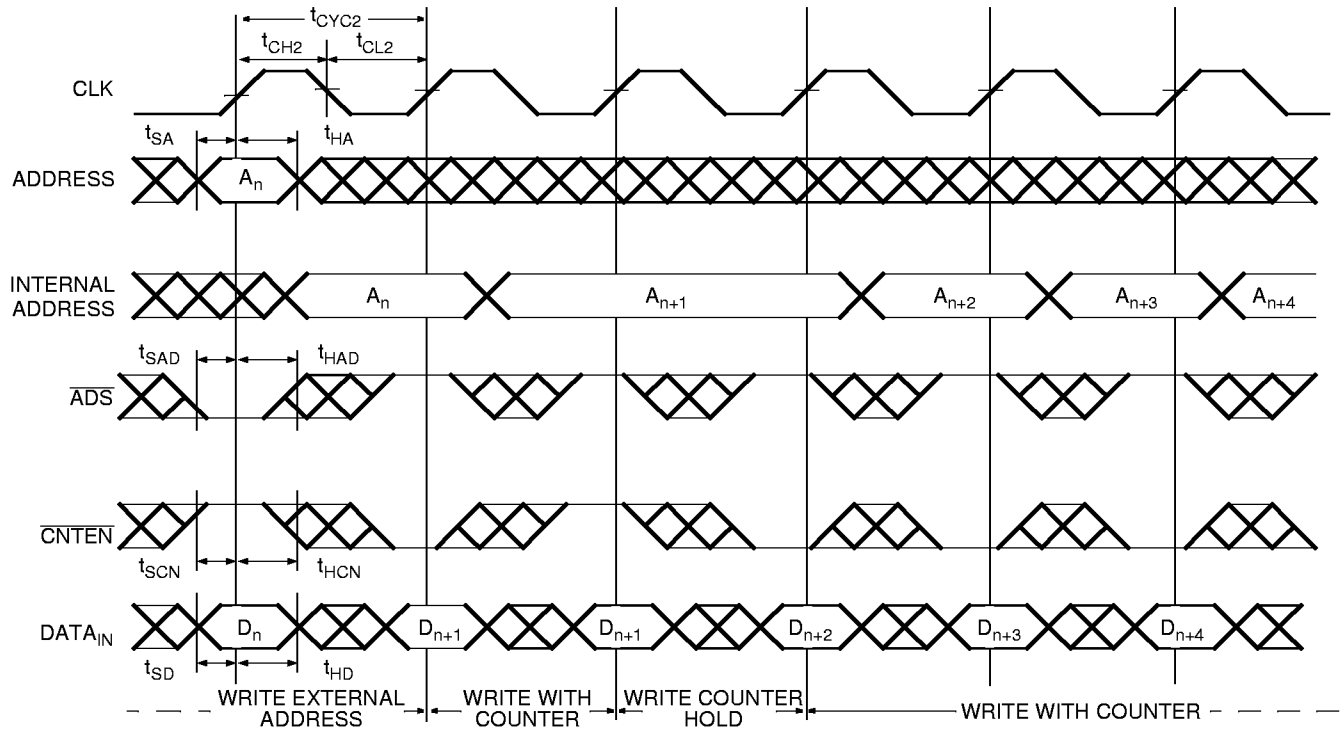 tCYC2
tCH2 tCL2
CLK
tSA tHA
ADDRESS An
INTERNAL
ADDRESS An An+1 An+2 An+3 An+4
tSAD tHAD
ADS
CNTEN
tSCN tHCN
DATAIN Dn Dn+1 Dn+1 Dn+2 Dn+3 Dn+4
tSD tHD
WRITE EXTERNAL
ADDRESS
WRITE WITH
COUNTER
WRITE COUNTER
HOLD
WRITE WITH COUNTER